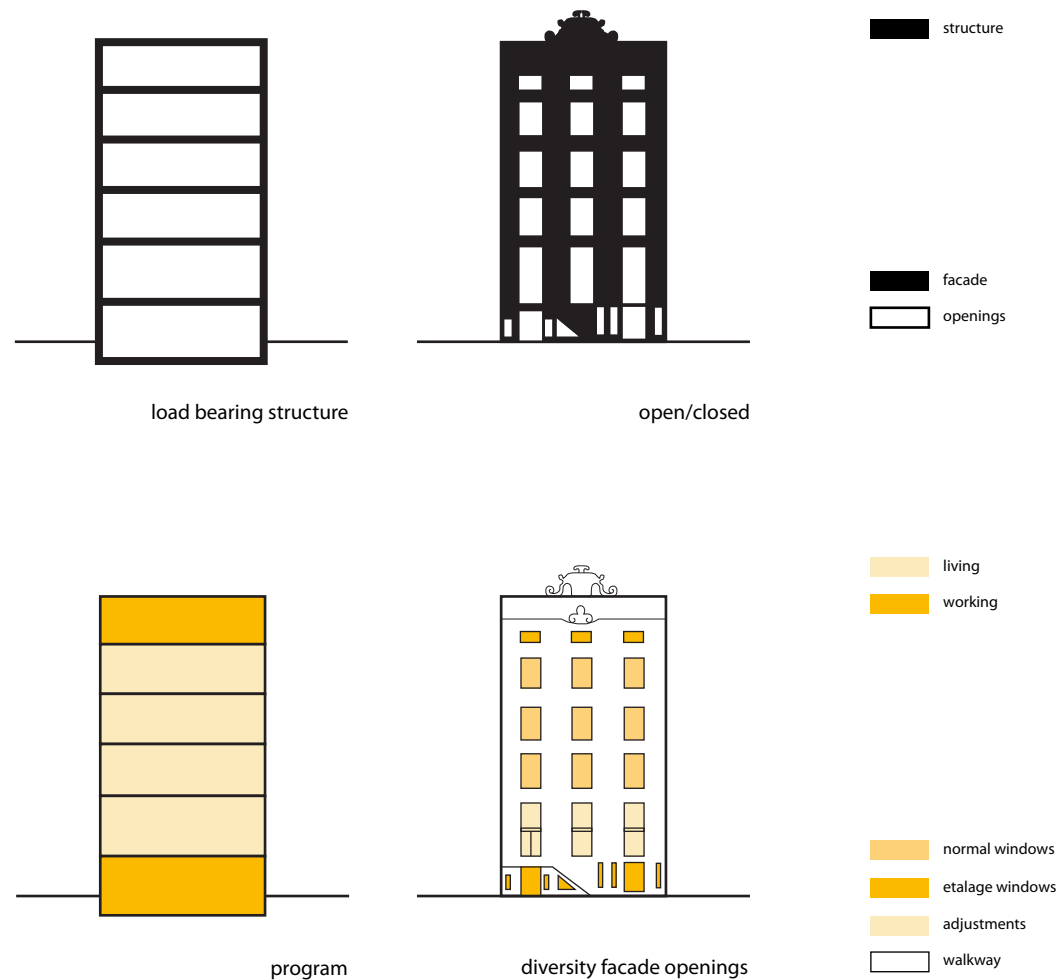 structure
facade
openings
load bearing structure
open/closed
living
working
normal windows
etalage windows
adjustments
walkway
program
diversity facade openings